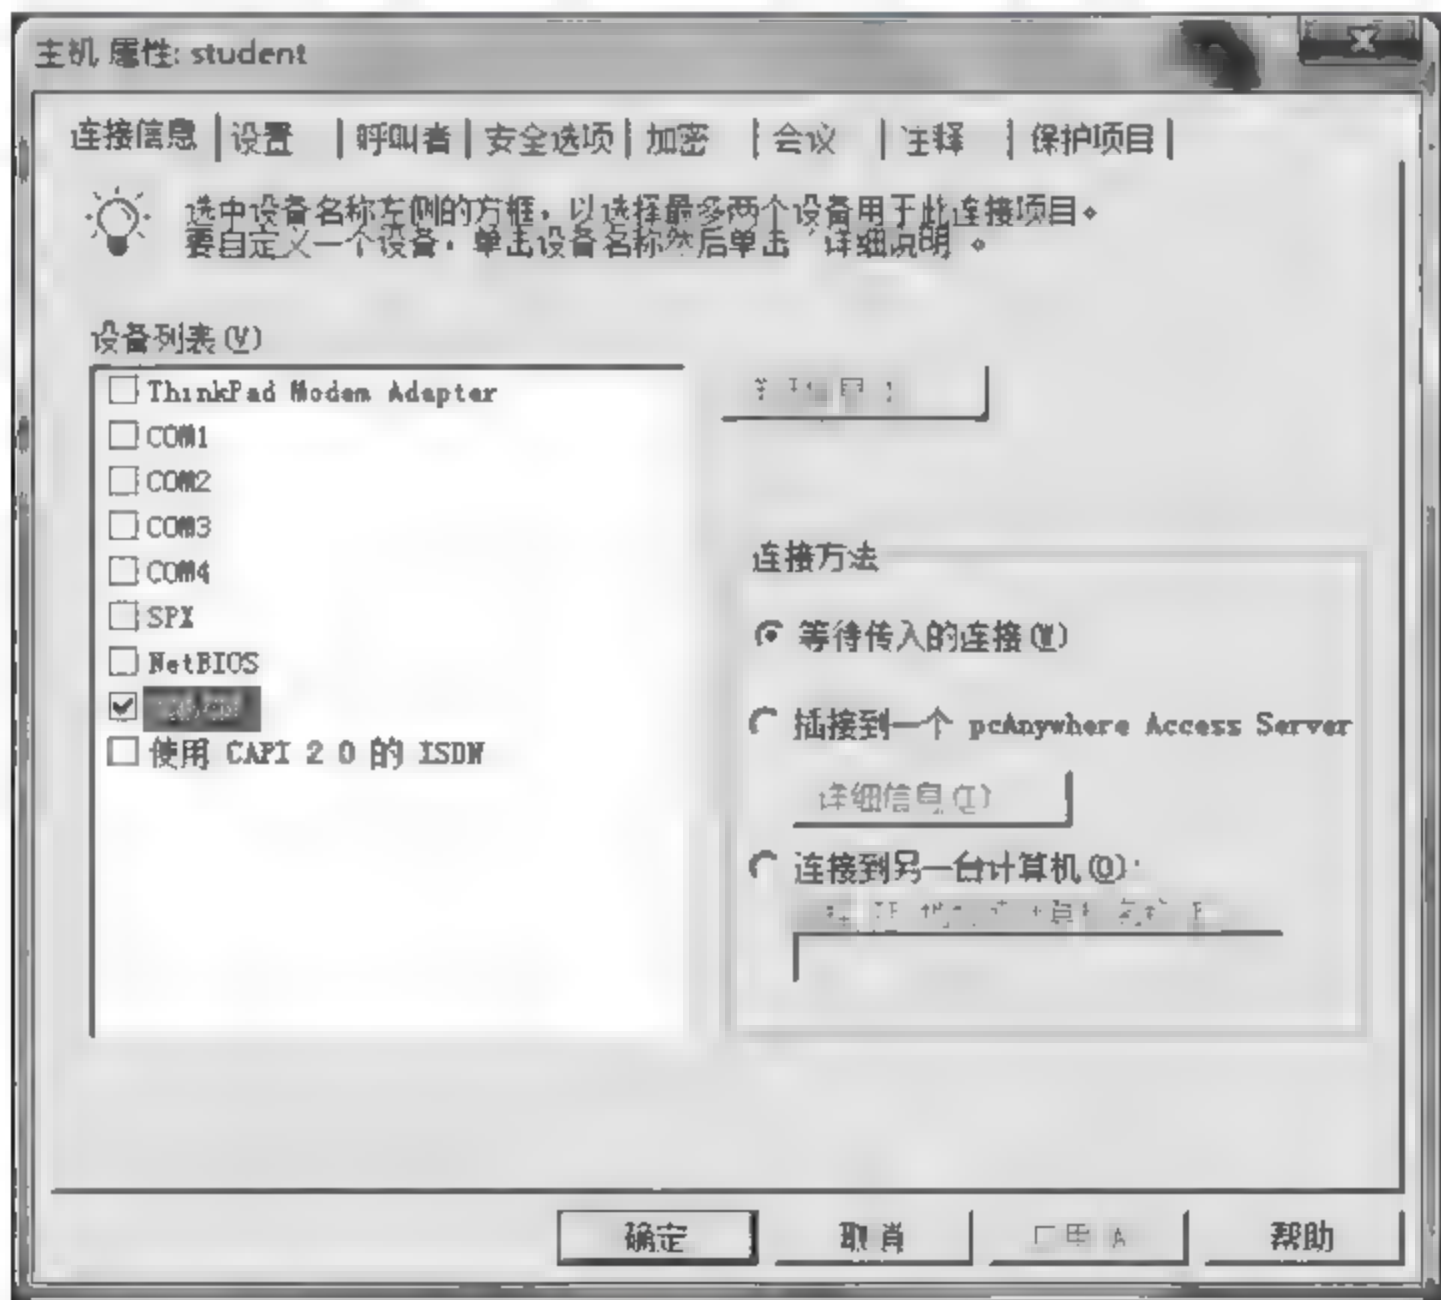 主机 属性: student
连接信息 设置 呼叫者 安全选项 加密 会议 注释 保护项目
选中设备名称左侧的方框，以选择最多两个设备用于此连接项目。
要自定义一个设备，单击设备名称然后单击“详细说明”。
设备列表(V)
ThinkPad Modem Adapter
COM1
COM2
COM3
COM4
SPX
NetBIOS
使用 CAPI 2 0 的 ISDN
连接方法
等待传入的连接(W)
插接到一个 pcAnywhere Access Server
详细信息(T)
连接到另一台计算机(O):
确定 取消 帮助